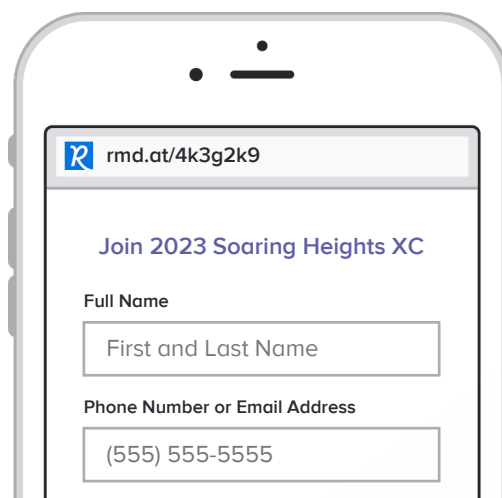 rmd.at/4k3g2k9
Join 2023 Soaring Heights XC
Full Name
First and Last Name
Phone Number or Email Address
(555) 555-5555